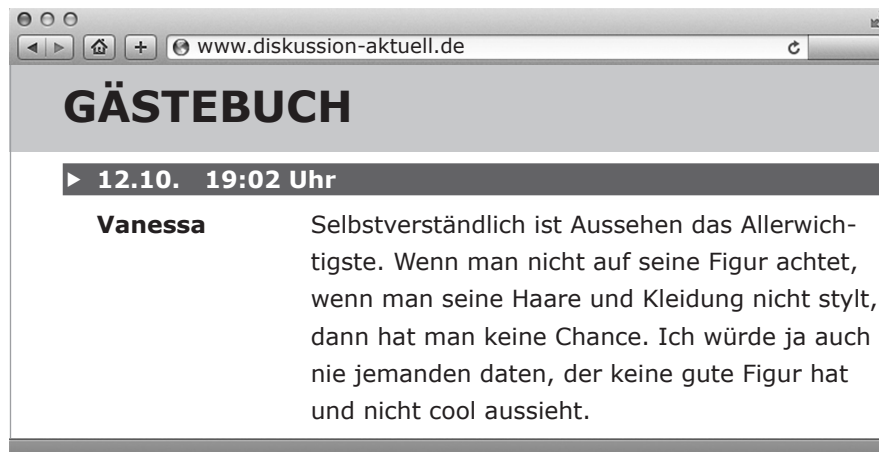 www.diskussion-aktuell.de
GÄSTEBUCH
12.10. 19:02 Uhr
Vanessa
Selbstverständlich ist Aussehen das Allerwich-
tigste. Wenn man nicht auf seine Figur achtet,
wenn man seine Haare und Kleidung nicht stylt,
dann hat man keine Chance. Ich würde ja auch
nie jemanden daten, der keine gute Figur hat
und nicht cool aussieht.